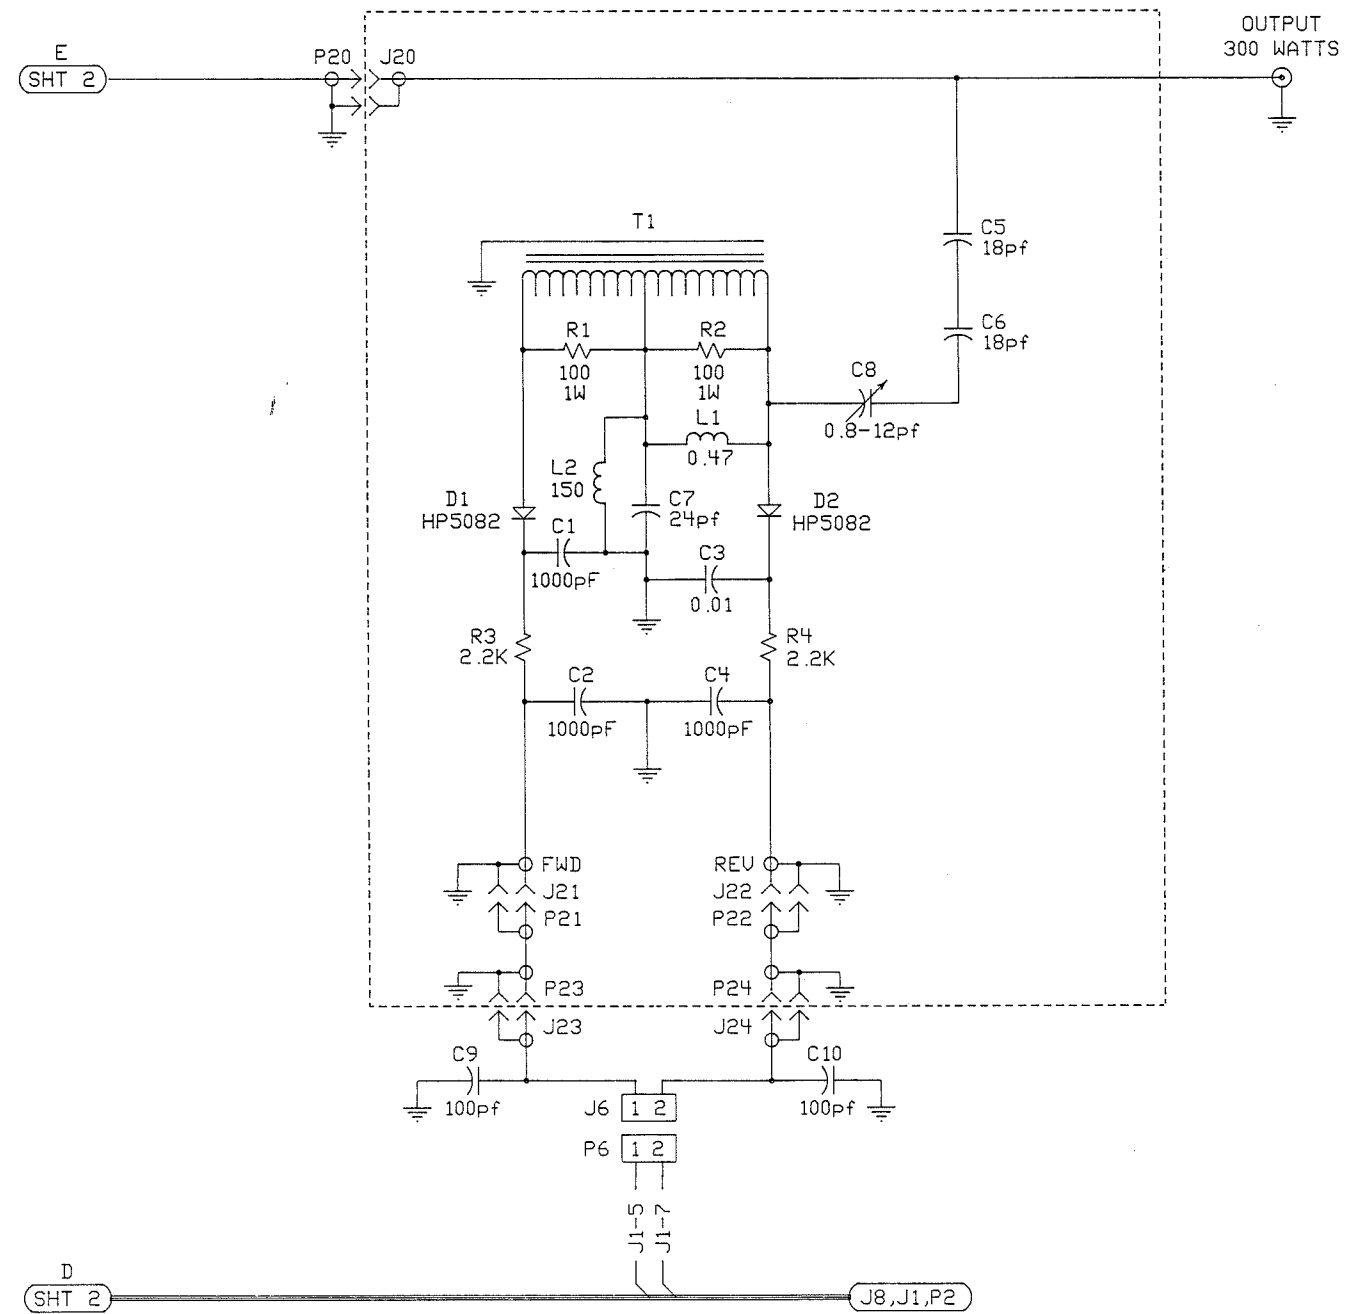 OUTPUT
300 WATTS
E
SHT 2
P20
J20
T1
C5
18pf
C6
18pf
R1
100
1W
R2
100
1W
C8
0.8-12pf
L1
0.47
L2
150
C7
24pf
D1
HP5082
D2
HP5082
C1
1000pF
C3
0.01
R3
2.2K
R4
2.2K
C2
1000pF
C4
1000pF
FWD
REV
J21
J22
P21
P22
P23
P24
J23
J24
C9
100pf
C10
100pf
J6 1 2
P6 1 2
J1-5
J1-7
D
SHT 2
J8,J1,P2